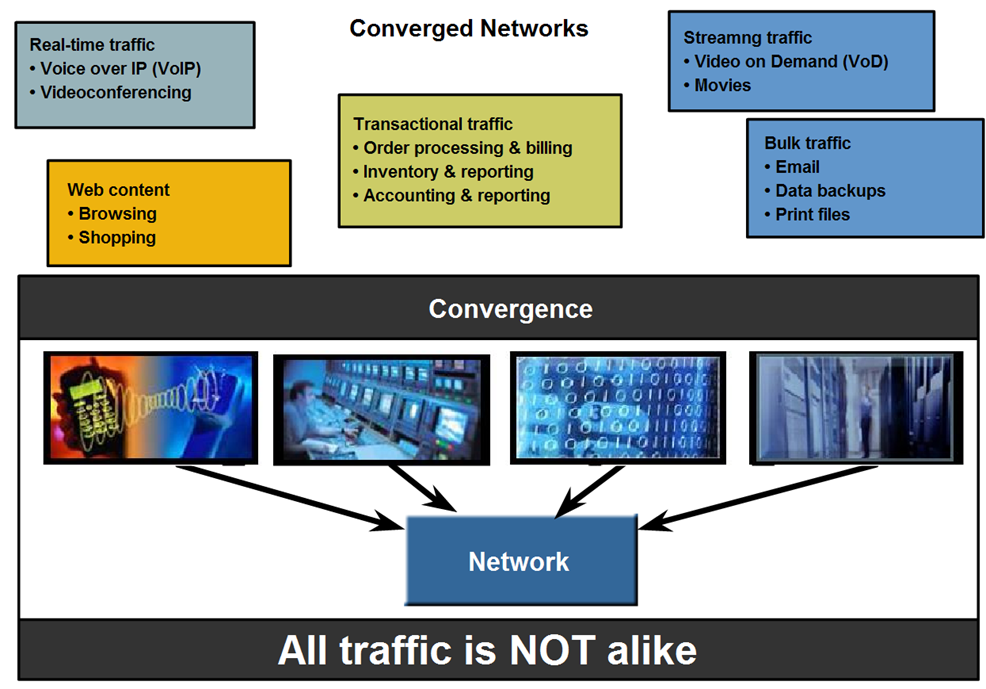 Converged Networks
Real-time traffic
• Voice over IP (VoIP)
• Videoconferencing
Streamng traffic
• Video on Demand (VoD)
• Movies
Transactional traffic
• Order processing & billing
• Inventory & reporting
• Accounting & reporting
Bulk traffic
• Email
• Data backups
• Print files
Web content
• Browsing
• Shopping
Convergence
Network
All traffic is NOT alike